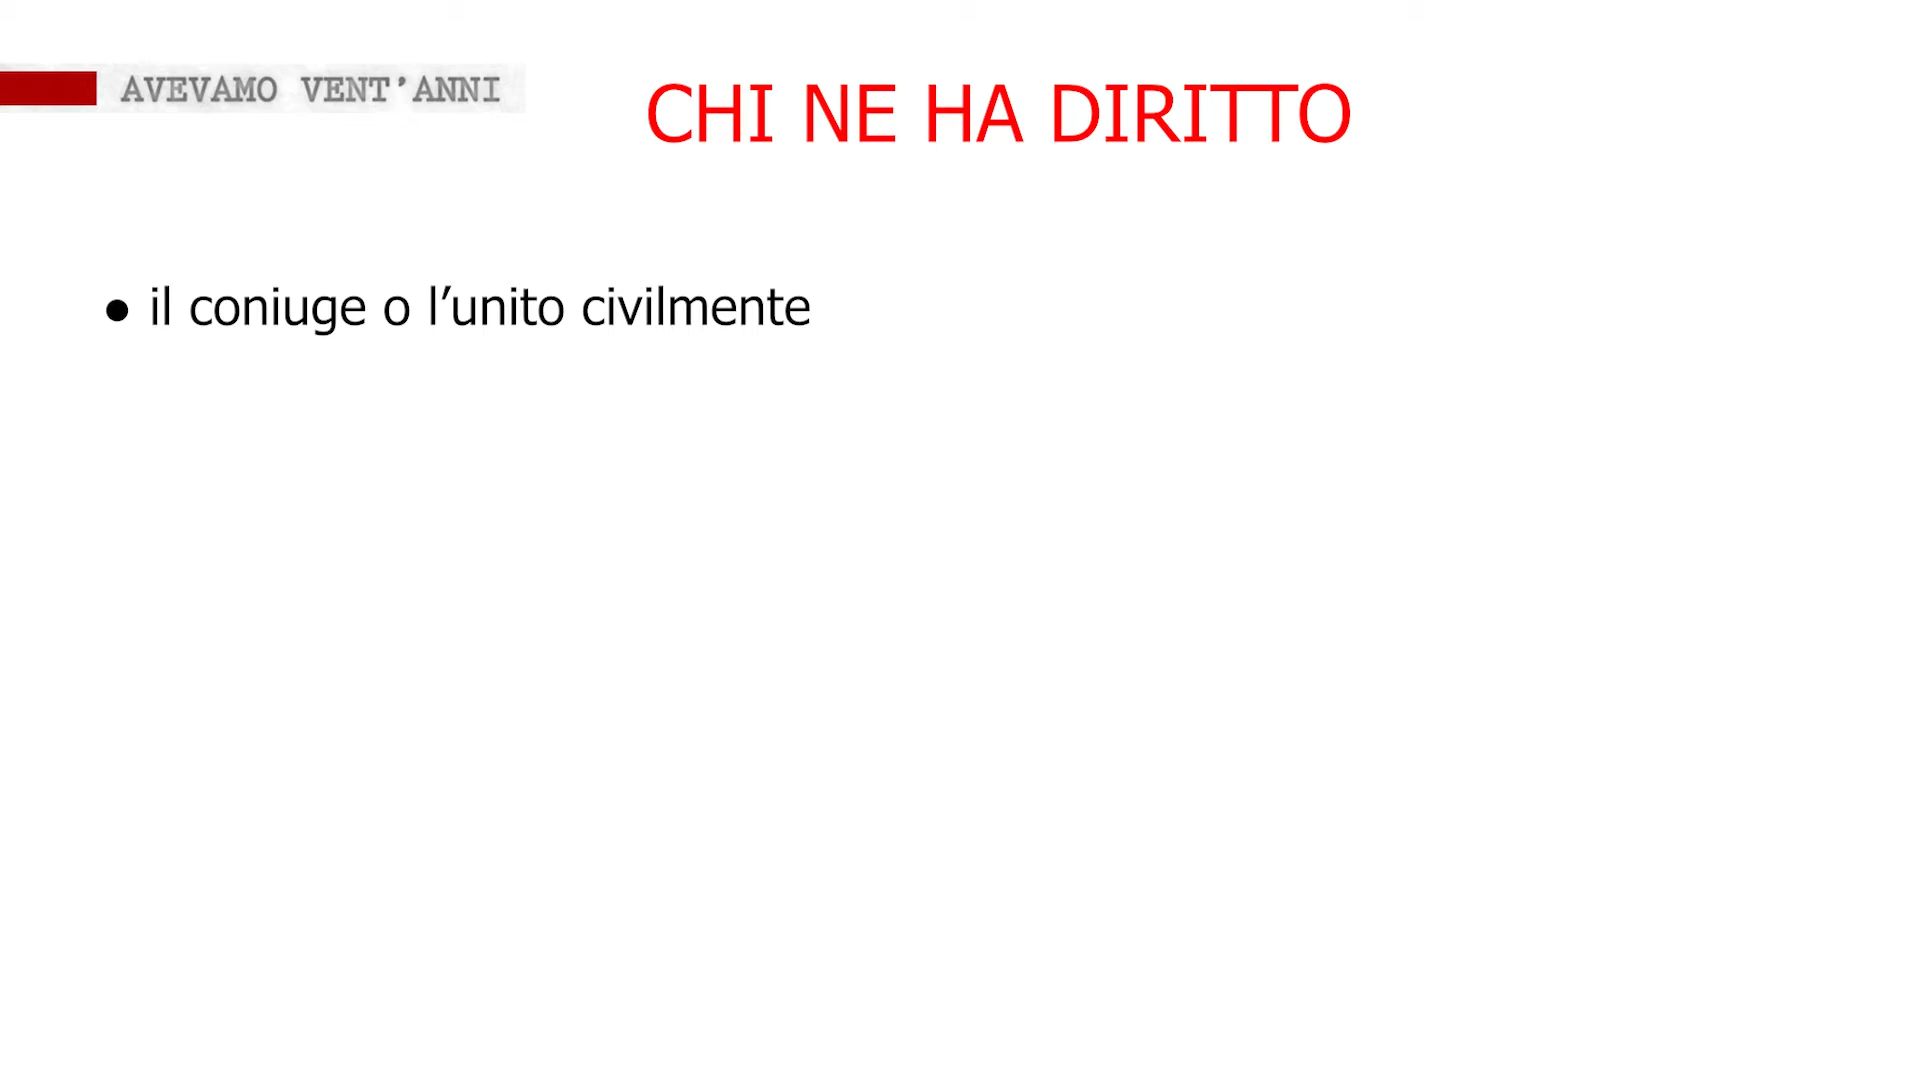 AVEVAMO VENT'ANNI
CHI NE HA DIRITTO
● il coniuge o l’unito civilmente